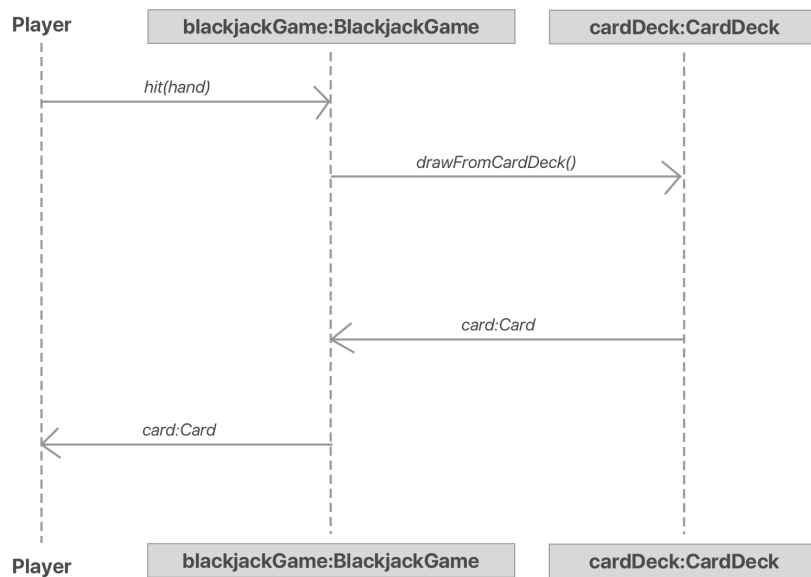 Player
blackjackGame:BlackjackGame
cardDeck:CardDeck
hit(hand)
drawFromCardDeck()
card:Card
card:Card
Player
blackjackGame:BlackjackGame
cardDeck:CardDeck